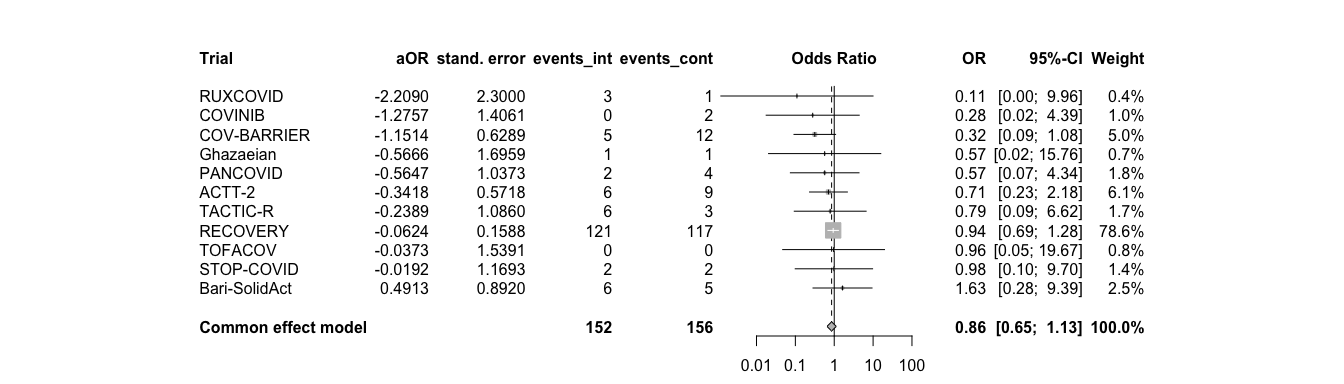 Trial aOR stand. error events_int events_cont Odds Ratio OR 95%-CI Weight
RUXCOVID -2.2090 2.3000 3 1 0.11 [0.00; 9.96] 0.4%
COVINIB -1.2757 1.4061 0 2 0.28 [0.02; 4.39] 1.0%
COV-BARRIER -1.1514 0.6289 5 12 0.32 [0.09; 1.08] 5.0%
Ghazaeian -0.5666 1.6959 1 1 0.57 [0.02; 15.76] 0.7%
PANCOVID -0.5647 1.0373 2 4 0.57 [0.07; 4.34] 1.8%
ACTT-2 -0.3418 0.5718 6 9 0.71 [0.23; 2.18] 6.1%
TACTIC-R -0.2389 1.0860 6 3 0.79 [0.09; 6.62] 1.7%
RECOVERY -0.0624 0.1588 121 117 0.94 [0.69; 1.28] 78.6%
TOFACOV -0.0373 1.5391 0 0 0.96 [0.05; 19.67] 0.8%
STOP-COVID -0.0192 1.1693 2 2 0.98 [0.10; 9.70] 1.4%
Bari-SolidAct 0.4913 0.8920 6 5 1.63 [0.28; 9.39] 2.5%
Common effect model 152 156 0.86 [0.65; 1.13] 100.0%
0.01 0.1 1 10 100